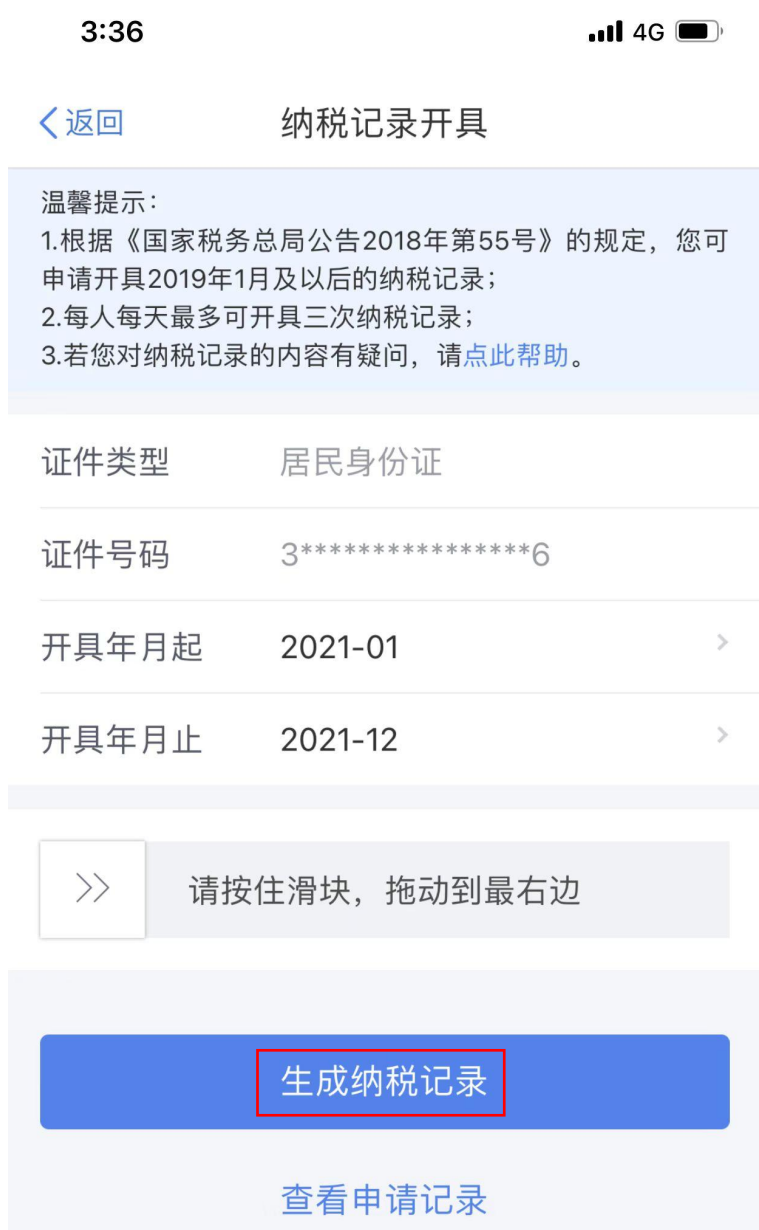 3:36 4G
返回 纳税记录开具
温馨提示：
1.根据《国家税务总局公告2018年第55号》的规定，您可
申请开具2019年1月及以后的纳税记录；
2.每人每天最多可开具三次纳税记录；
3.若您对纳税记录的内容有疑问，请点此帮助。
证件类型 居民身份证
证件号码 3****************6
开具年月起 2021-01
开具年月止 2021-12
请按住滑块，拖动到最右边
生成纳税记录
查看申请记录